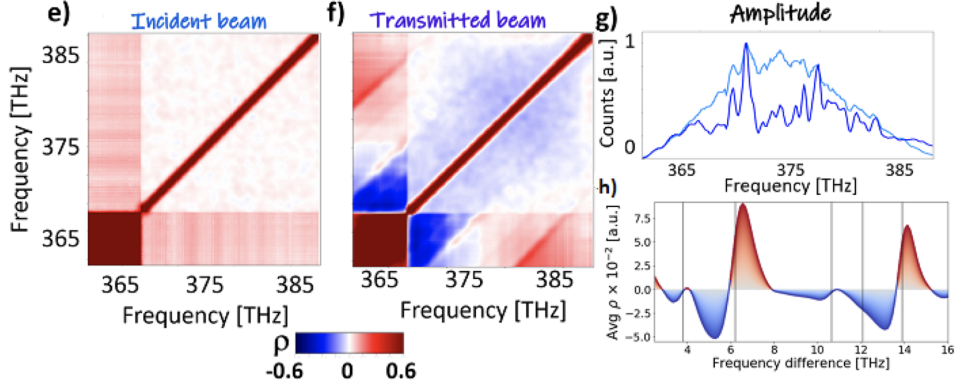 e) Incident beam
f) Transmitted beam
g) Amplitude
Frequency [THz]
385
375
365
365 375 385
Frequency [THz]
365 375 385
Frequency [THz]
ρ
-0.6 0 0.6
Counts [a.u.]
1
0
365 375 385
Frequency [THz]
h)
Avg ρ × 10⁻² [a.u.]
7.5
5.0
2.5
0.0
-2.5
-5.0
4 6 8 10 12 14 16
Frequency difference [THz]